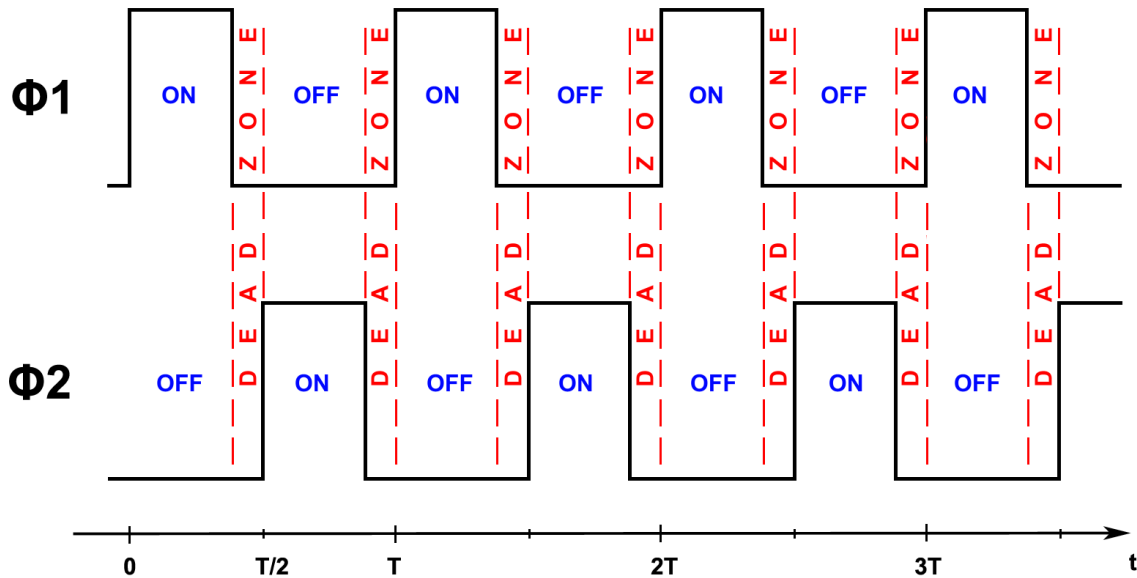 Φ1
ON OFF ON OFF ON OFF ON
DEAD ZONE DEAD ZONE DEAD ZONE DEAD ZONE DEAD ZONE DEAD ZONE DEAD ZONE
Φ2
OFF ON OFF ON OFF ON OFF
0 T/2 T 2T 3T t